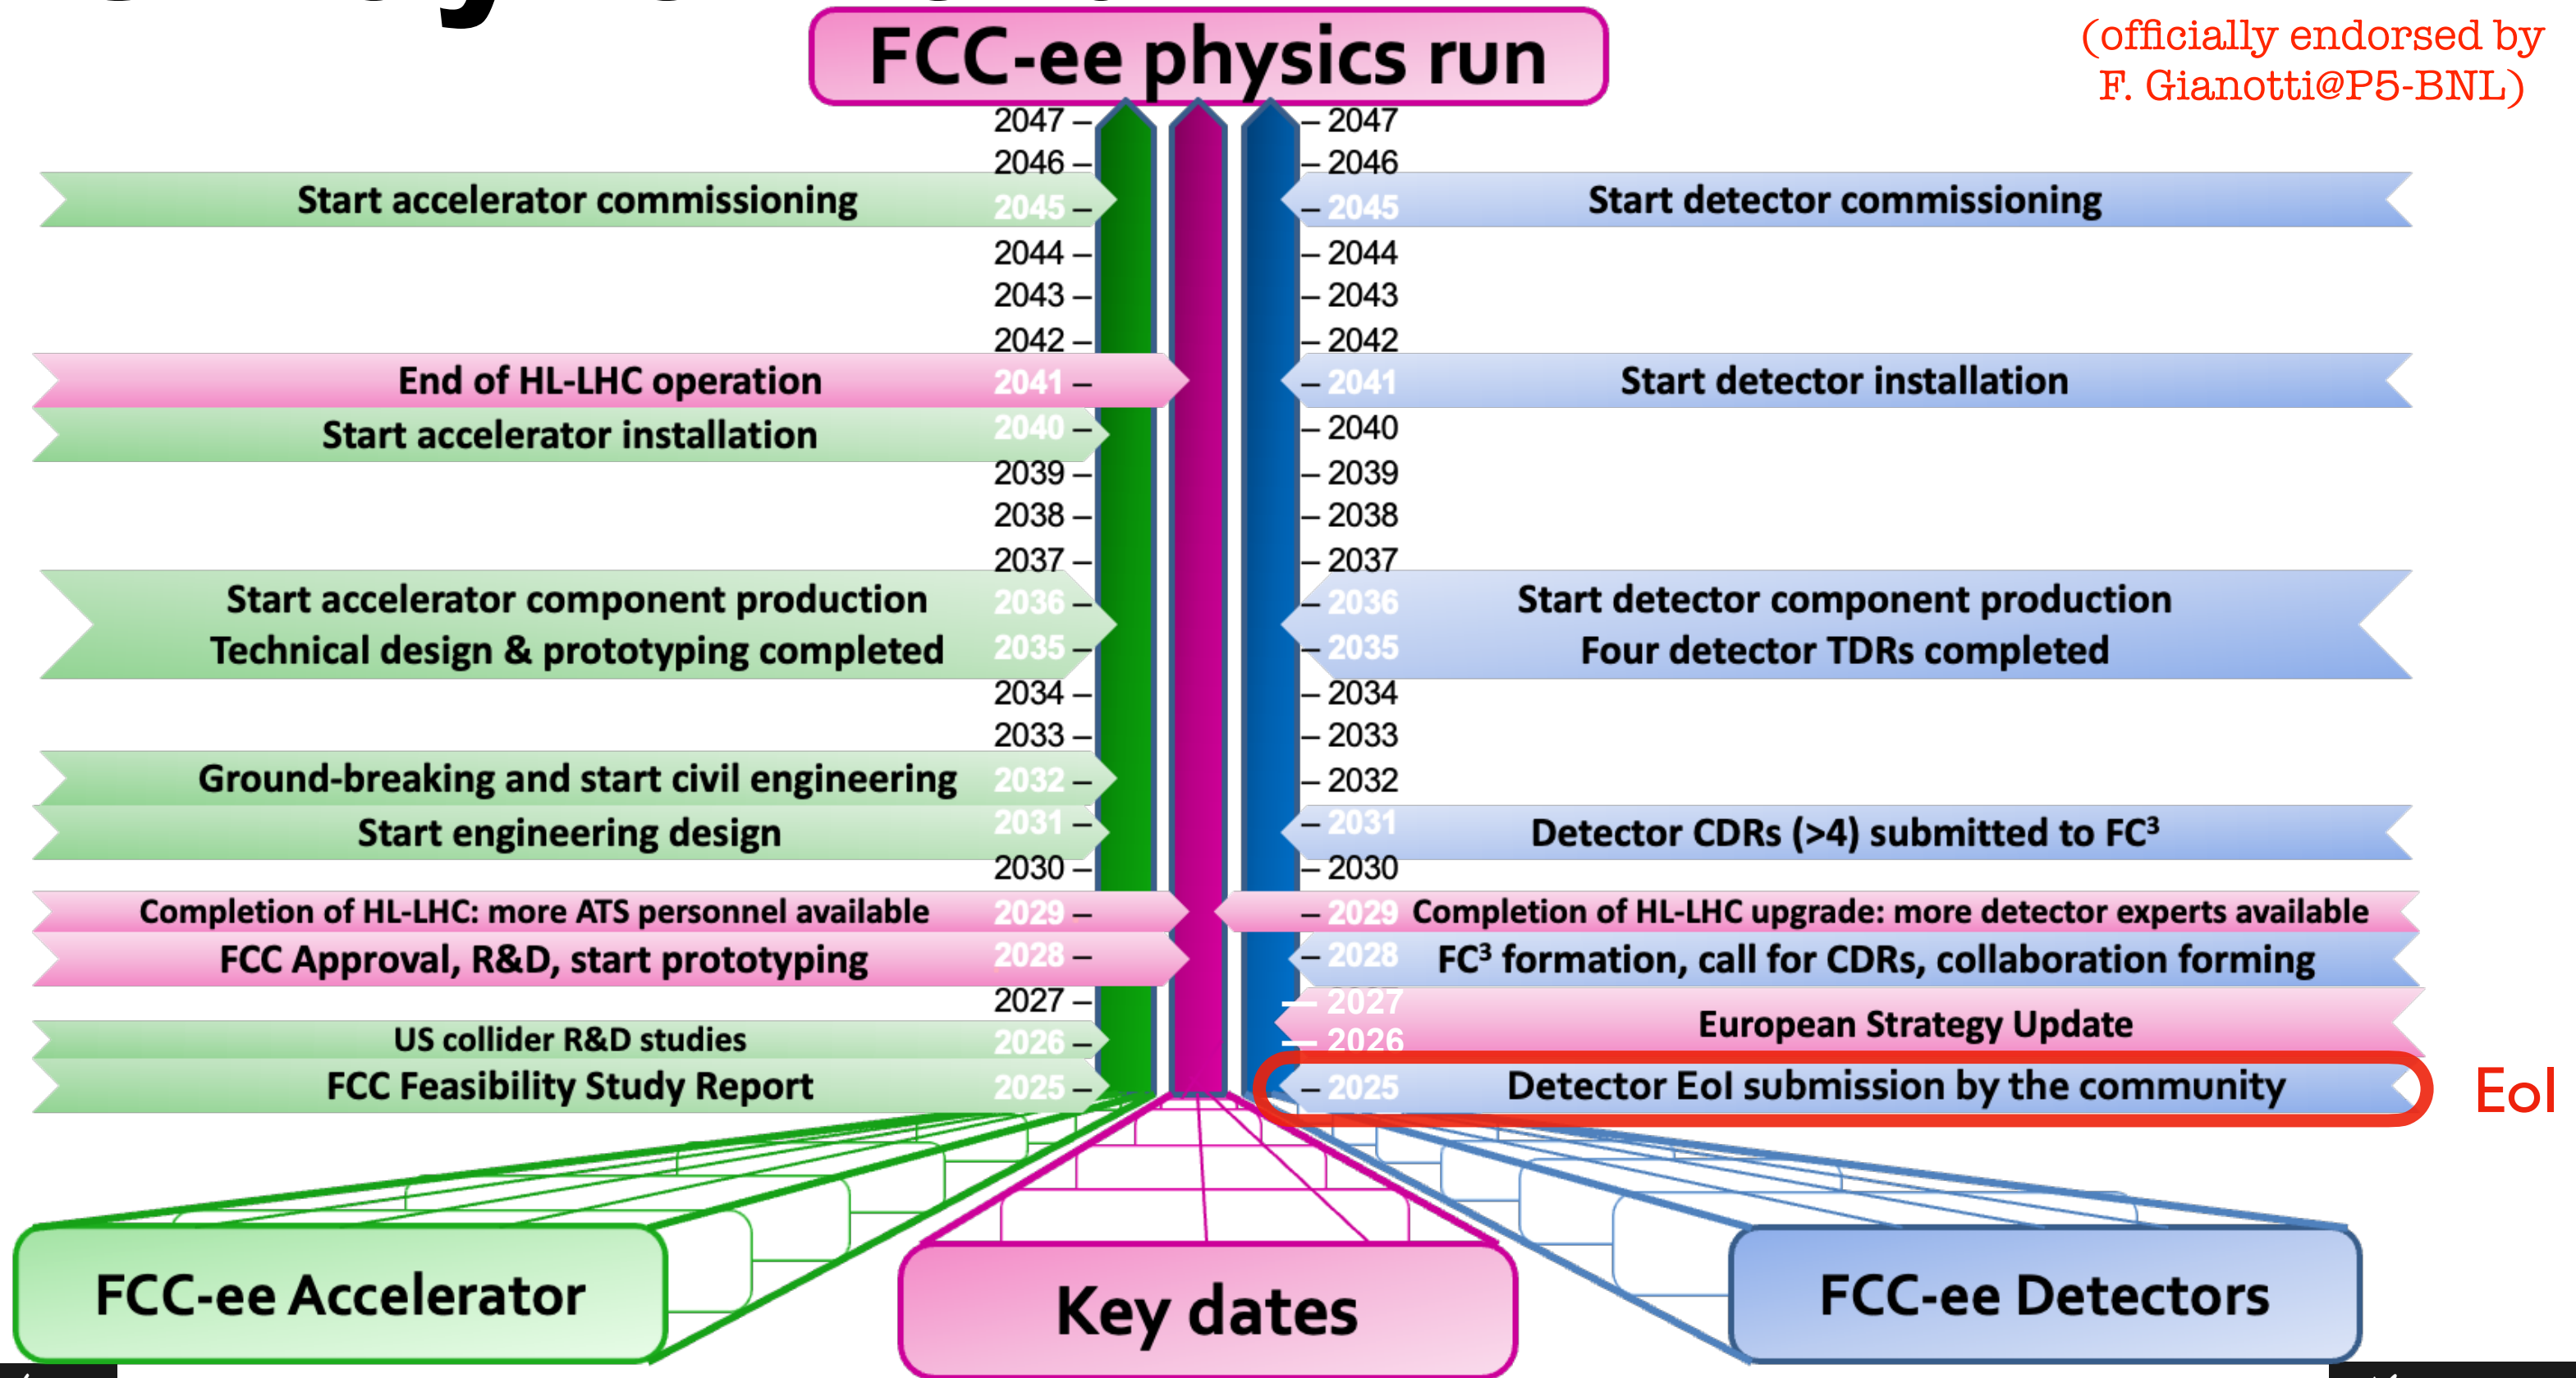 FCC-ee physics run
(officially endorsed by
F. Gianotti@P5-BNL)
2047 2047
2046 2046
Start accelerator commissioning 2045 2045 Start detector commissioning
2044 2044
2043 2043
2042 2042
End of HL-LHC operation 2041 2041 Start detector installation
Start accelerator installation 2040 2040
2039 2039
2038 2038
2037 2037
Start accelerator component production 2036 2036 Start detector component production
Technical design & prototyping completed 2035 2035 Four detector TDRs completed
2034 2034
2033 2033
Ground-breaking and start civil engineering 2032 2032
Start engineering design 2031 2031 Detector CDRs (>4) submitted to FC³
2030 2030
Completion of HL-LHC: more ATS personnel available 2029 2029 Completion of HL-LHC upgrade: more detector experts available
FCC Approval, R&D, start prototyping 2028 2028 FC³ formation, call for CDRs, collaboration forming
2027 2027
European Strategy Update
US collider R&D studies 2026 2026
FCC Feasibility Study Report 2025 2025 Detector EoI submission by the community EoI
FCC-ee Accelerator
Key dates
FCC-ee Detectors